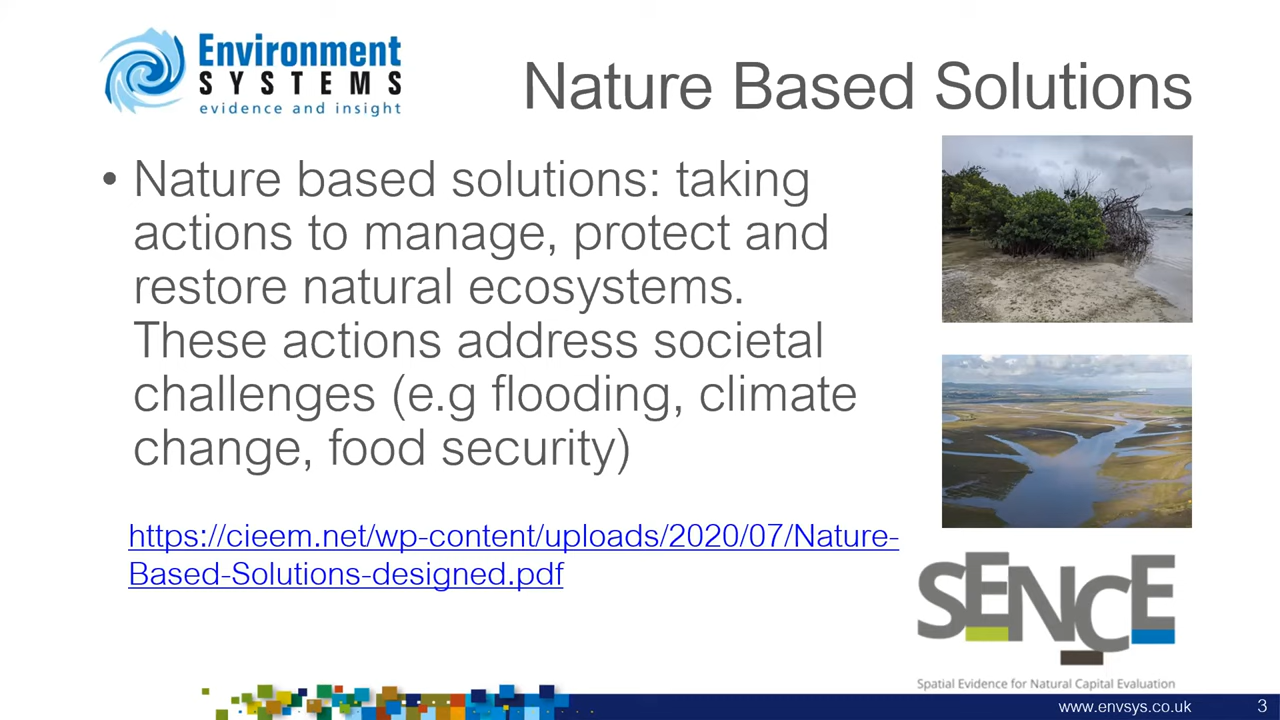 Environment
SYSTEMS
evidence and insight
Nature Based Solutions
• Nature based solutions: taking
actions to manage, protect and
restore natural ecosystems.
These actions address societal
challenges (e.g flooding, climate
change, food security)
https://cieem.net/wp-content/uploads/2020/07/Nature-
Based-Solutions-designed.pdf
SENCE
Spatial Evidence for Natural Capital Evaluation
www.envsys.co.uk
3